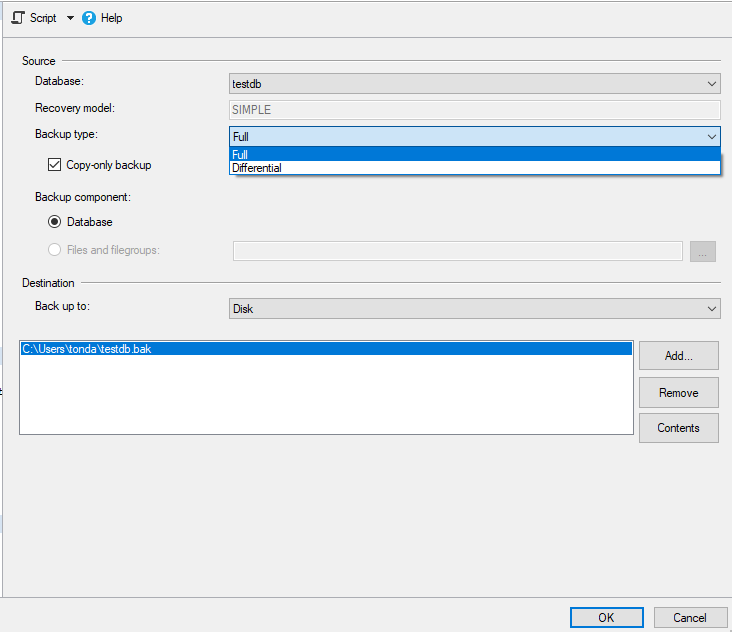 Script Help
Source
Database: testdb
Recovery model: SIMPLE
Backup type: Full
Full
Differential
Copy-only backup
Backup component:
Database
Files and filegroups: ...
Destination
Back up to: Disk
C:\Users\tonda\testdb.bak
Add...
Remove
Contents
OK Cancel